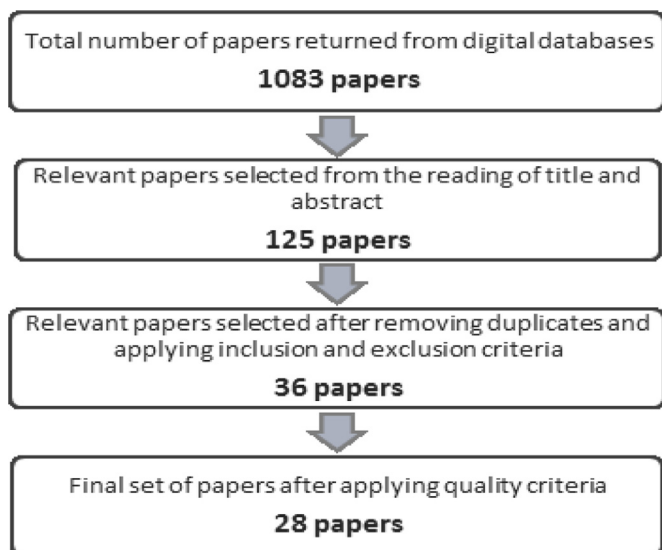 Total number of papers returned from digital databases
1083 papers
Relevant papers selected from the reading of title and
abstract
125 papers
Relevant papers selected after removing duplicates and
applying inclusion and exclusion criteria
36 papers
Final set of papers after applying quality criteria
28 papers